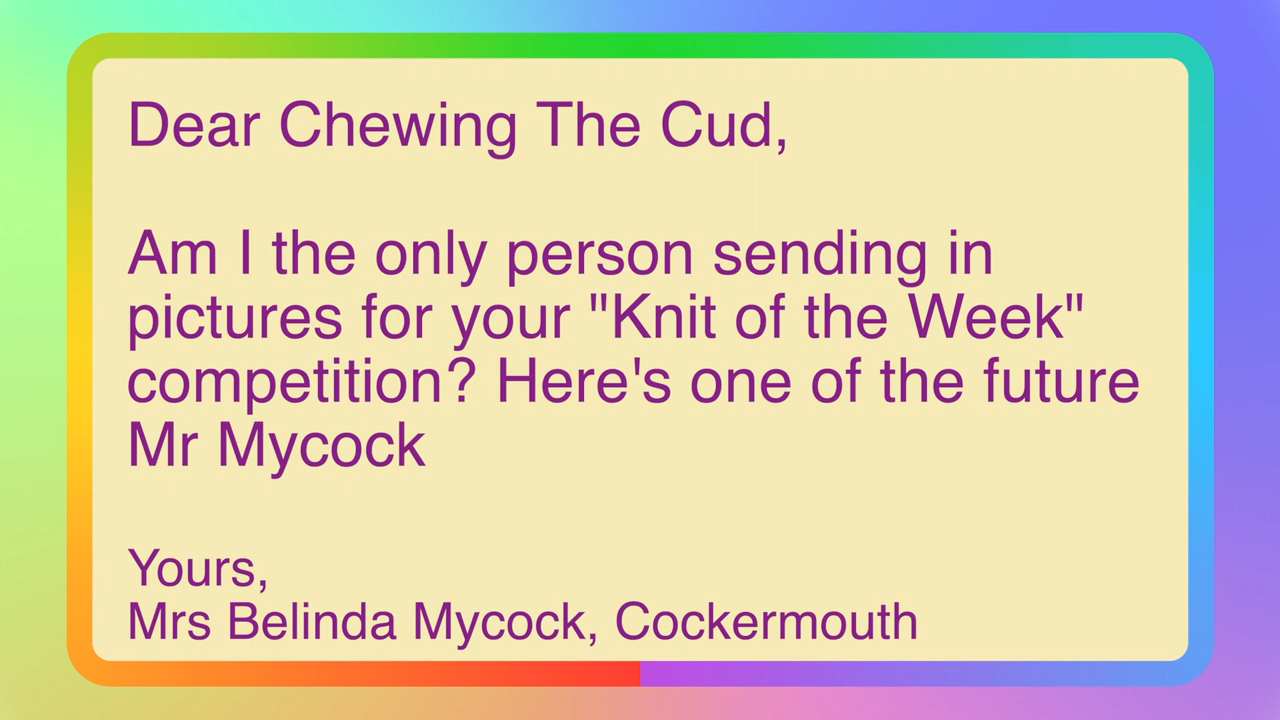 Dear Chewing The Cud,
Am I the only person sending in
pictures for your "Knit of the Week"
competition? Here's one of the future
Mr Mycock
Yours,
Mrs Belinda Mycock, Cockermouth